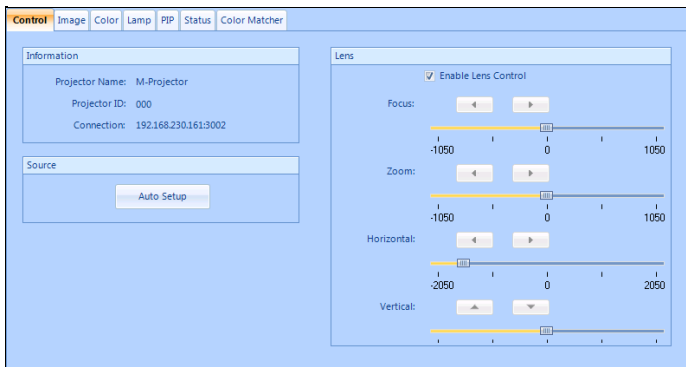 Control Image Color Lamp PIP Status Color Matcher
Information
Projector Name: M-Projector
Projector ID: 000
Connection: 192.168.230.161:3002
Source
Auto Setup
Lens
Enable Lens Control
Focus:
-1050 0 1050
Zoom:
-1050 0 1050
Horizontal:
-2050 0 2050
Vertical: